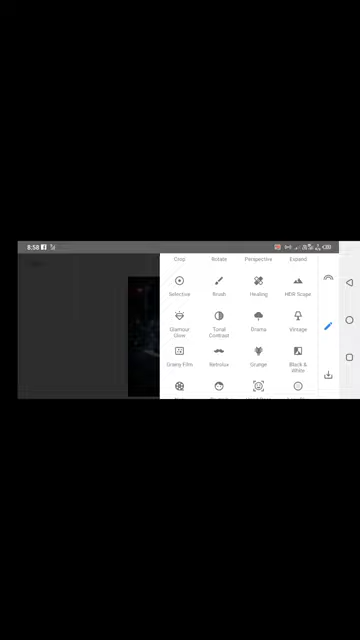 8:58
Crop Rotate Perspective Expand
Selective Brush Healing HDR Scape
Glamour Glow Tonal Contrast Drama Vintage
Grainy Film Retrolux Grunge Black & White